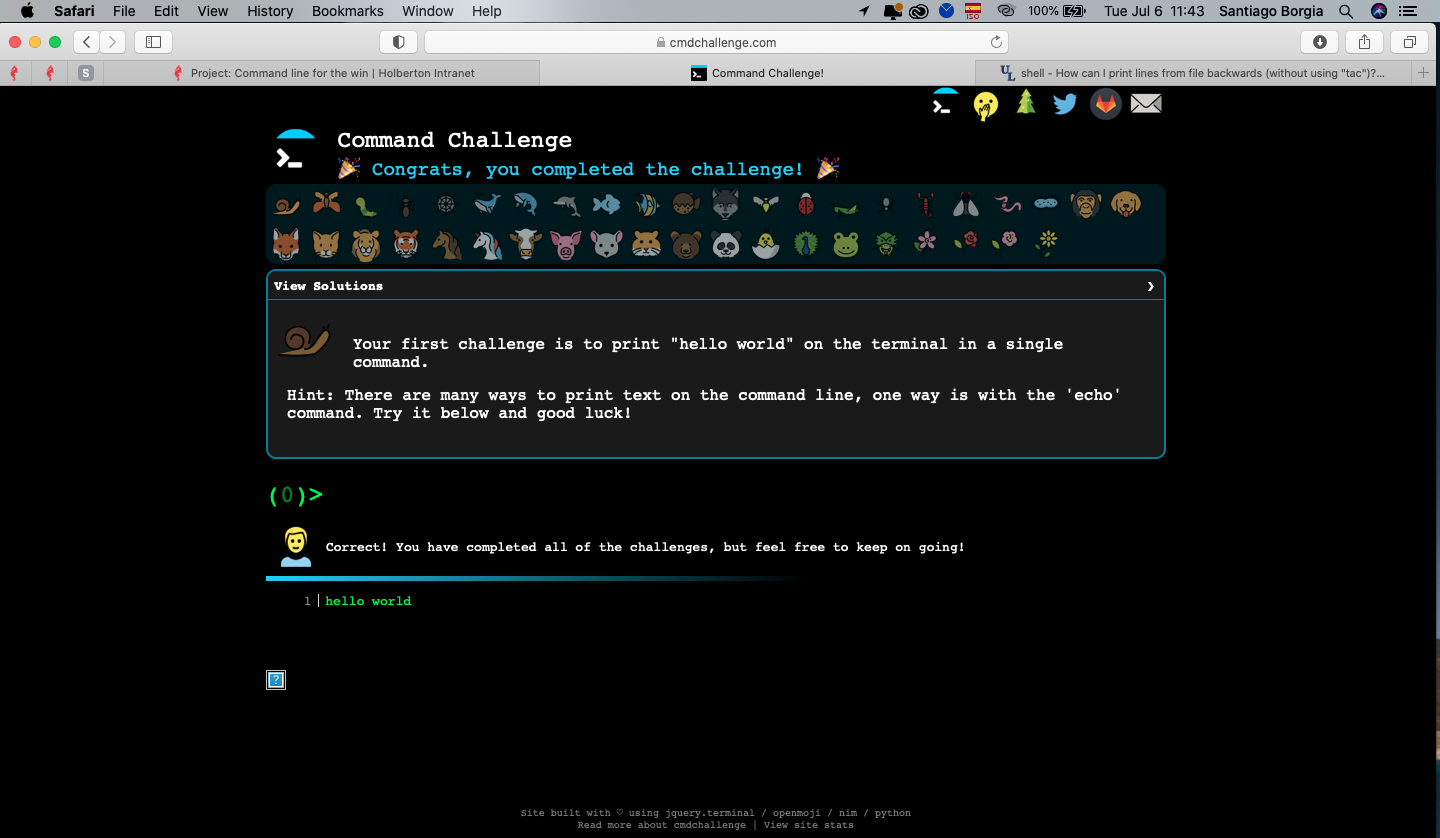 Safari File Edit View History Bookmarks Window Help ISO 100% Tue Jul 6 11:43 Santiago Borgia
cmdchallenge.com
S Project: Command line for the win | Holberton Intranet Command Challenge! UL shell - How can I print lines from file backwards (without using "tac")?...
Command Challenge
Congrats, you completed the challenge!
View Solutions ❯
Your first challenge is to print "hello world" on the terminal in a single
command.
Hint: There are many ways to print text on the command line, one way is with the 'echo'
command. Try it below and good luck!
(0)>
Correct! You have completed all of the challenges, but feel free to keep on going!
1 hello world
?
Site built with ♡ using jquery.terminal / openmoji / nim / python
Read more about cmdchallenge | View site stats